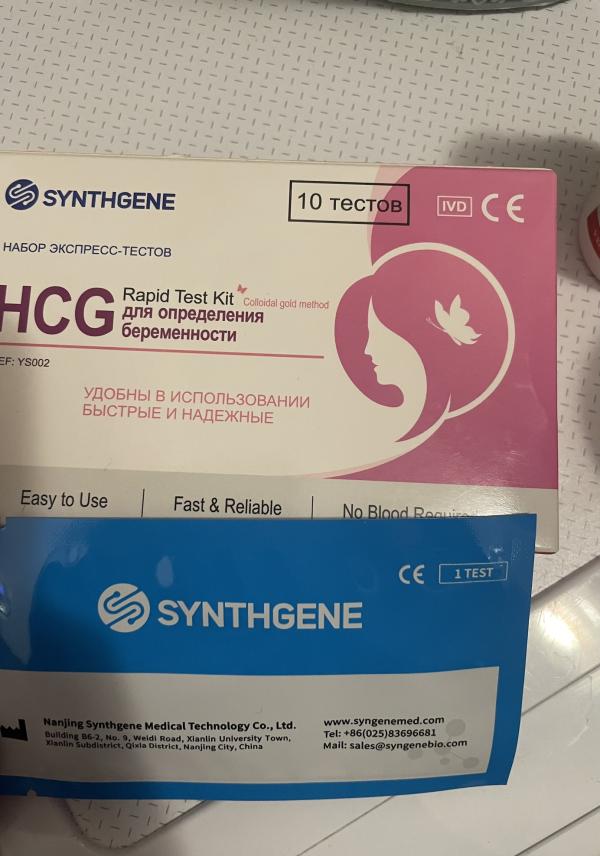 SYNTHGENE
10 тестов
IVD CE
НАБОР ЭКСПРЕСС-ТЕСТОВ
HCG
Rapid Test Kit
Colloidal gold method
для определения
беременности
EF: YS002
УДОБНЫ В ИСПОЛЬЗОВАНИИ
БЫСТРЫЕ И НАДЕЖНЫЕ
Easy to Use
Fast & Reliable
No Blood Required
CE 1 TEST
SYNTHGENE
Nanjing Synthgene Medical Technology Co., Ltd.
Building B6-2, No. 9, Weidi Road, Xianlin University Town,
Xianlin Subdistrict, Qixia District, Nanjing City, China
www.syngenemed.com
Tel: +86(025)83696681
Mail: sales@syngenebio.com